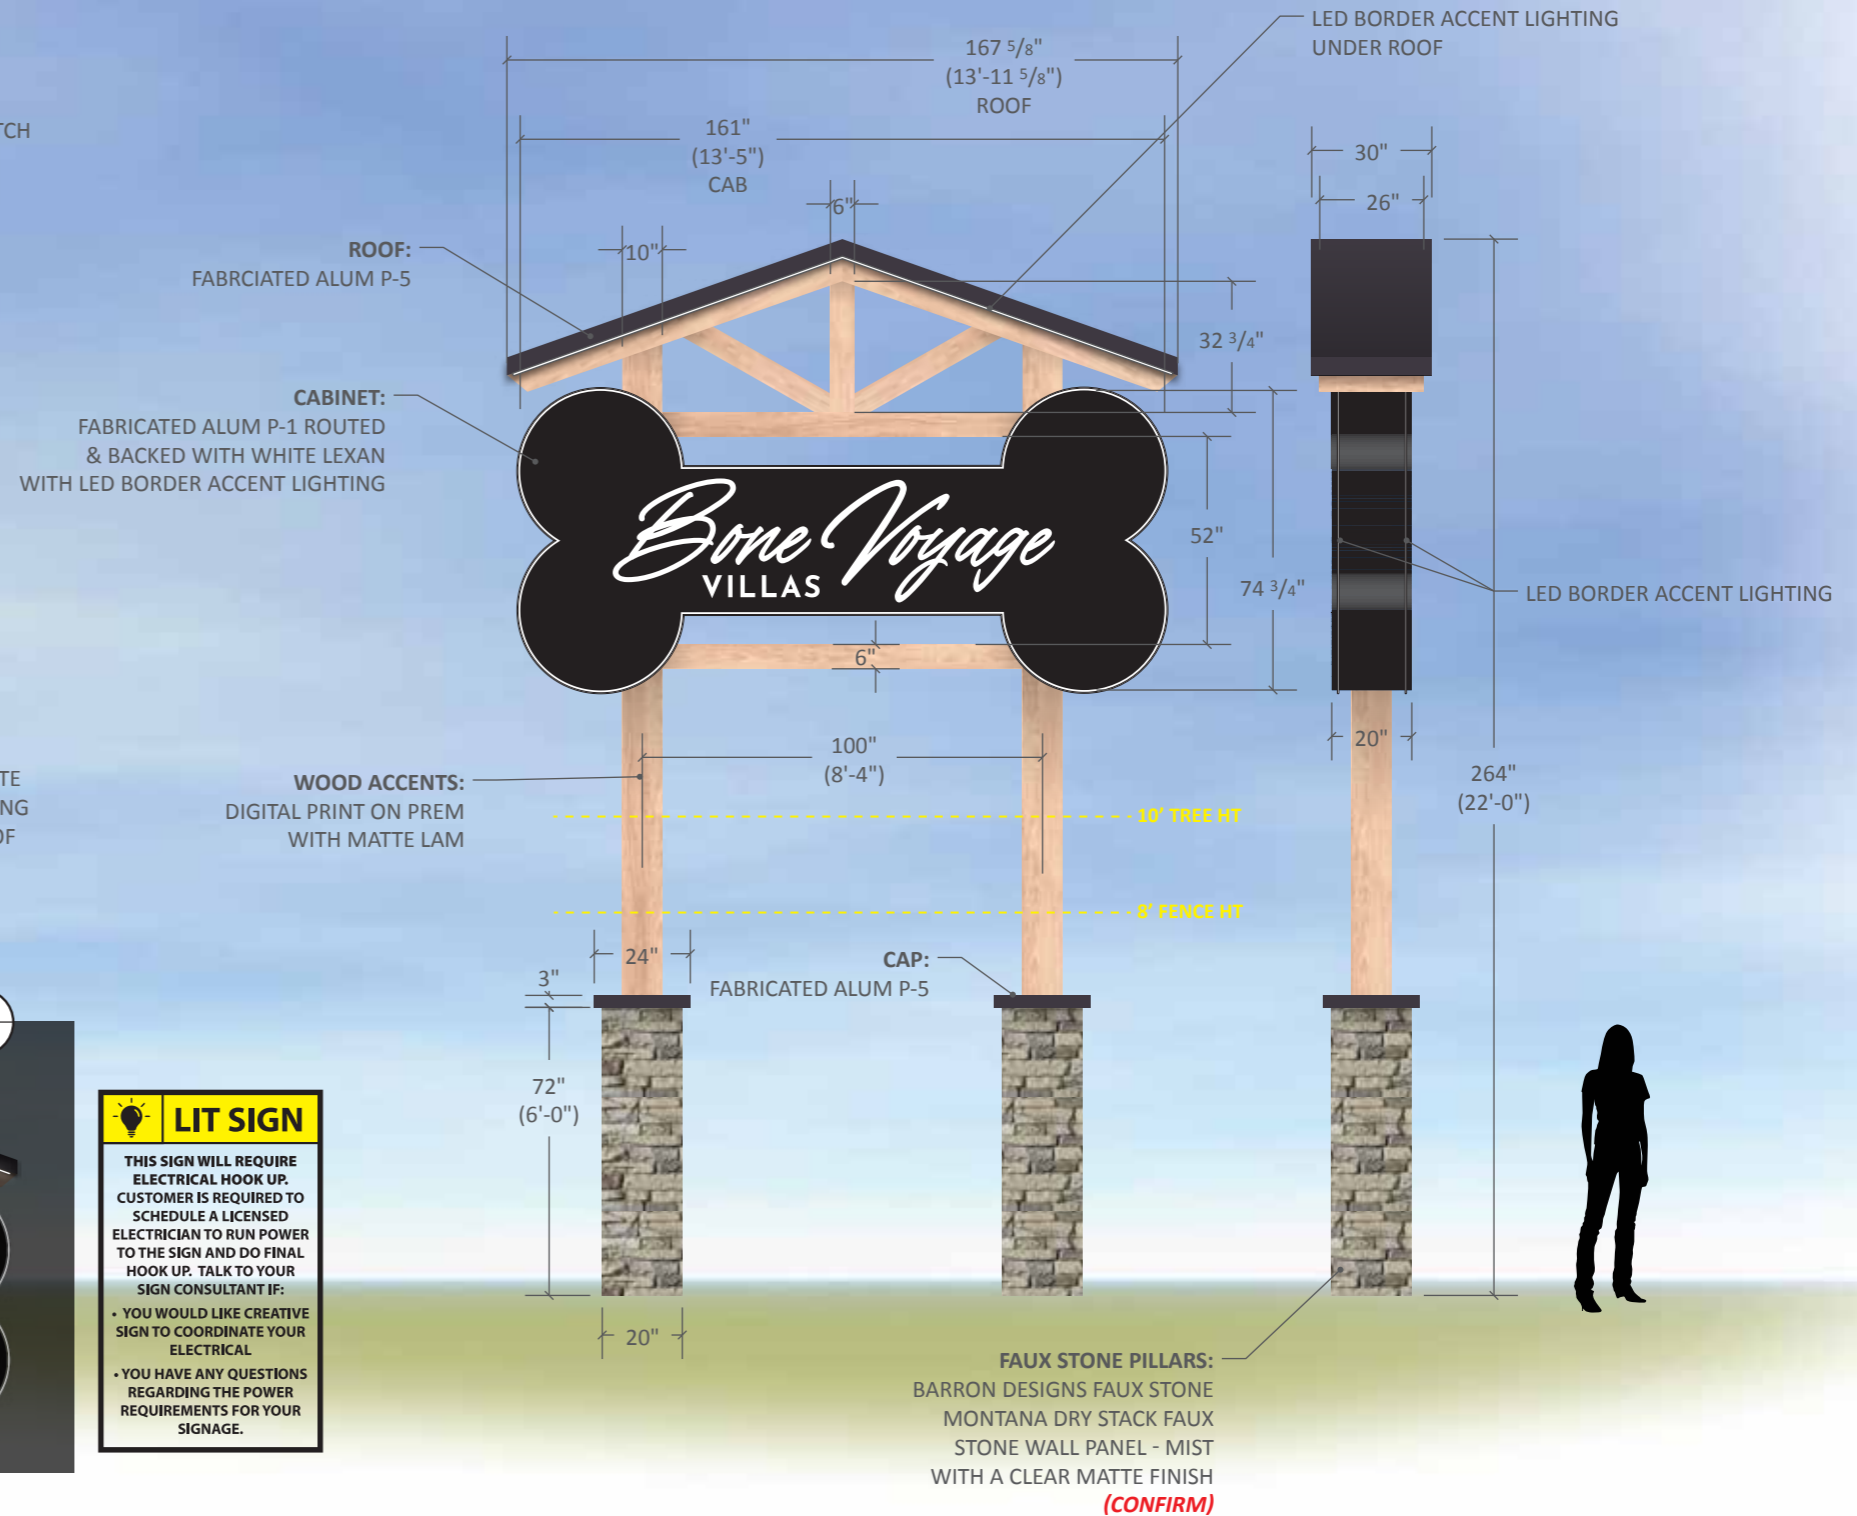 LED BORDER ACCENT LIGHTING
UNDER ROOF
167 5/8"
(13'-11 5/8")
ROOF
161"
(13'-5")
CAB
TCH
30"
26"
6"
10"
ROOF:
FABRCIATED ALUM P-5
32 3/4"
CABINET:
FABRICATED ALUM P-1 ROUTED
& BACKED WITH WHITE LEXAN
WITH LED BORDER ACCENT LIGHTING
Bone Voyage
VILLAS
52"
74 3/4"
LED BORDER ACCENT LIGHTING
6"
20"
100"
(8'-4")
264"
(22'-0")
TE
NG
OF
WOOD ACCENTS:
DIGITAL PRINT ON PREM
WITH MATTE LAM
10' TREE HT
8' FENCE HT
24"
3"
CAP:
FABRICATED ALUM P-5
72"
(6'-0")
20"
LIT SIGN
THIS SIGN WILL REQUIRE
ELECTRICAL HOOK UP.
CUSTOMER IS REQUIRED TO
SCHEDULE A LICENSED
ELECTRICIAN TO RUN POWER
TO THE SIGN AND DO FINAL
HOOK UP. TALK TO YOUR
SIGN CONSULTANT IF:
• YOU WOULD LIKE CREATIVE
SIGN TO COORDINATE YOUR
ELECTRICAL
• YOU HAVE ANY QUESTIONS
REGARDING THE POWER
REQUIREMENTS FOR YOUR
SIGNAGE.
FAUX STONE PILLARS:
BARRON DESIGNS FAUX STONE
MONTANA DRY STACK FAUX
STONE WALL PANEL - MIST
WITH A CLEAR MATTE FINISH
(CONFIRM)